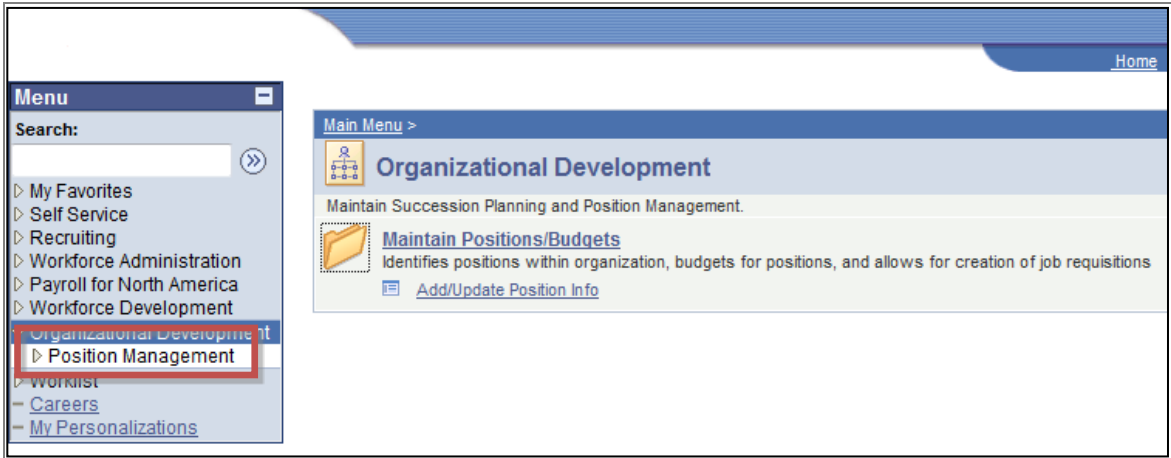 Home
Menu
Search:
My Favorites
Self Service
Recruiting
Workforce Administration
Payroll for North America
Workforce Development
Organizational Development
Position Management
Worklist
Careers
My Personalizations
Main Menu >
Organizational Development
Maintain Succession Planning and Position Management.
Maintain Positions/Budgets
Identifies positions within organization, budgets for positions, and allows for creation of job requisitions
Add/Update Position Info